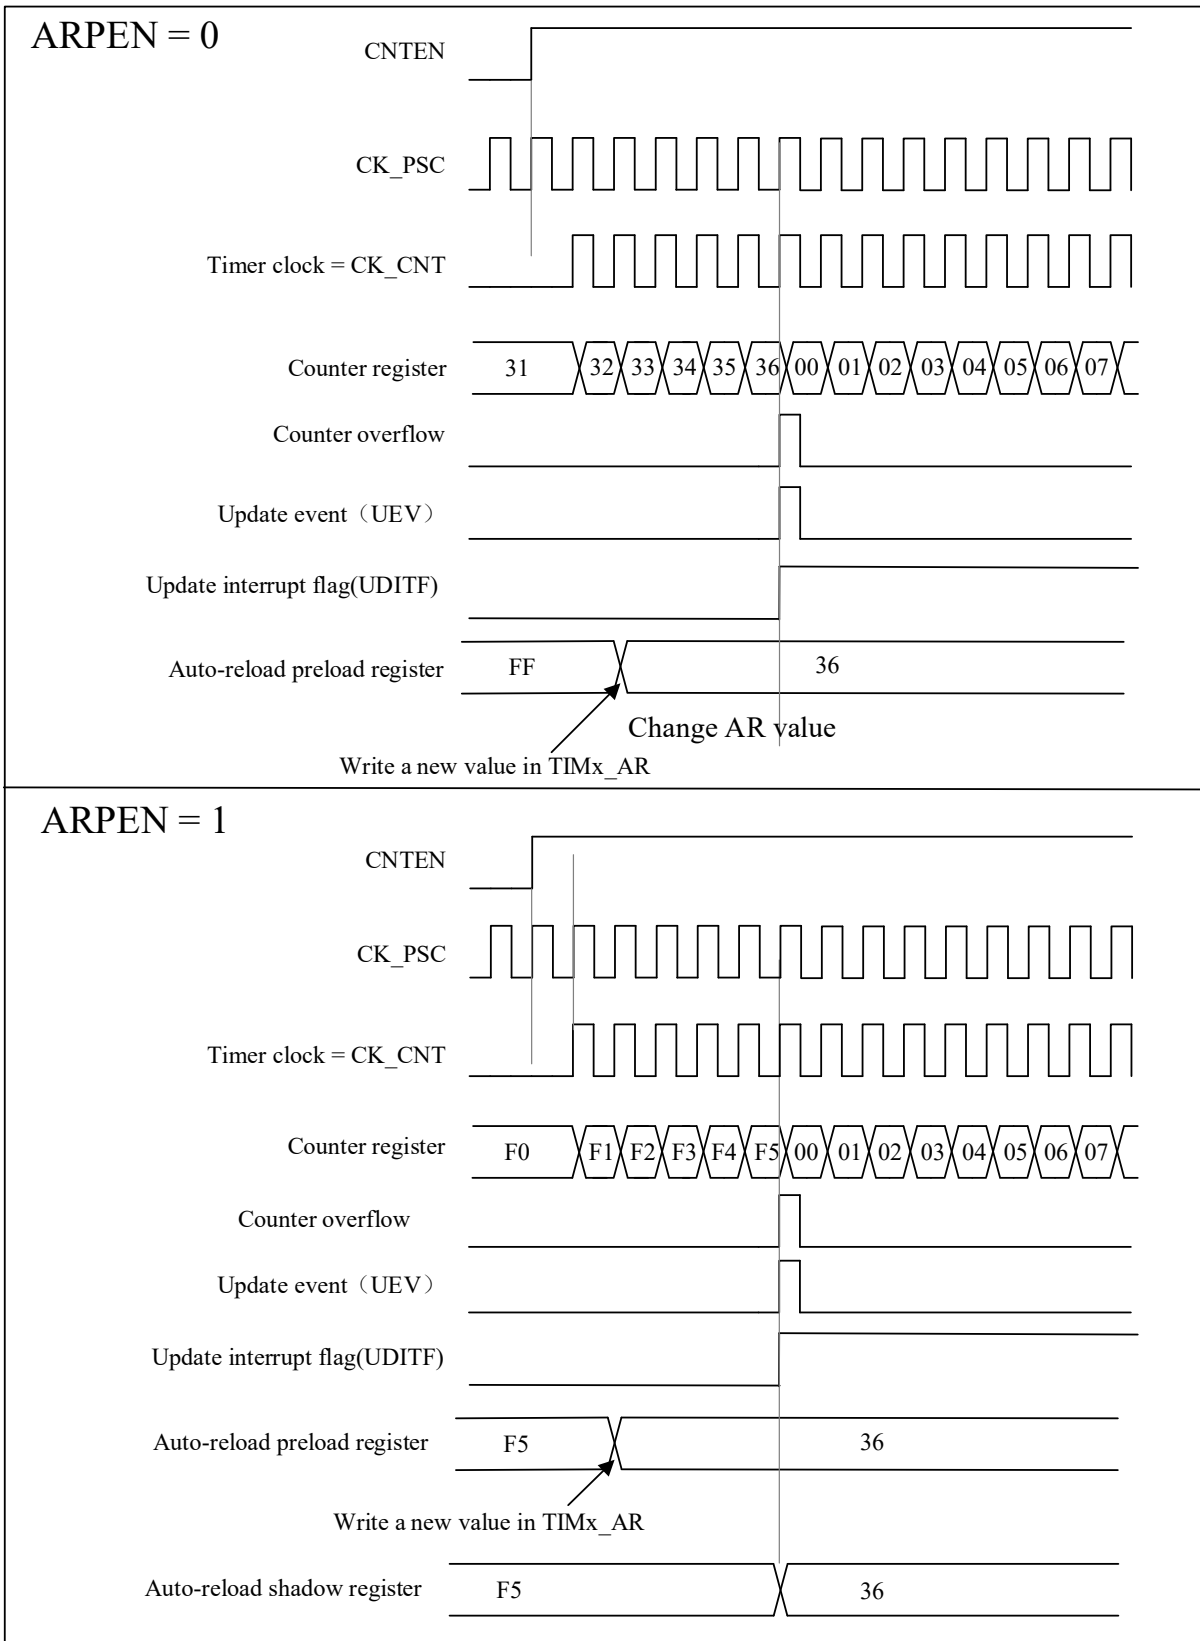 ARPEN = 0
CNTEN
CK_PSC
Timer clock = CK_CNT
Counter register 31 32 33 34 35 36 00 01 02 03 04 05 06 07
Counter overflow
Update event（UEV）
Update interrupt flag(UDITF)
Auto-reload preload register FF 36
Change AR value
Write a new value in TIMx_AR
ARPEN = 1
CNTEN
CK_PSC
Timer clock = CK_CNT
Counter register F0 F1 F2 F3 F4 F5 00 01 02 03 04 05 06 07
Counter overflow
Update event（UEV）
Update interrupt flag(UDITF)
Auto-reload preload register F5 36
Write a new value in TIMx_AR
Auto-reload shadow register F5 36